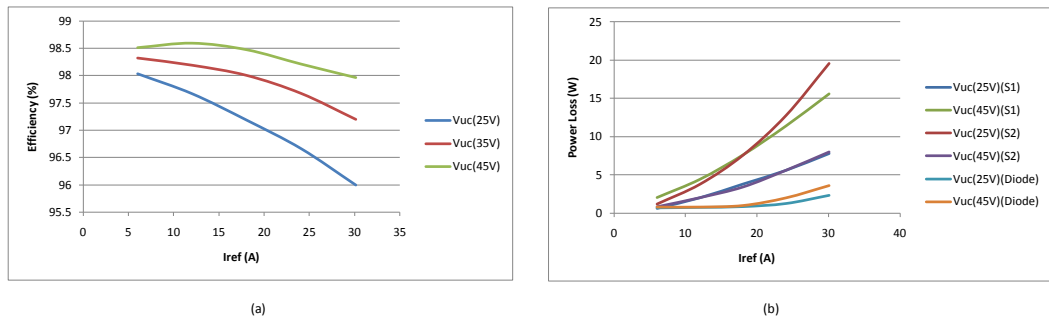 99
98.5
98
97.5
97
96.5
96
95.5
Efficiency (%)
0 5 10 15 20 25 30 35
Iref (A)
Vuc(25V)
Vuc(35V)
Vuc(45V)
(a)
25
20
15
10
5
0
Power Loss (W)
0 10 20 30 40
Iref (A)
Vuc(25V)(S1)
Vuc(45V)(S1)
Vuc(25V)(S2)
Vuc(45V)(S2)
Vuc(25V)(Diode)
Vuc(45V)(Diode)
(b)